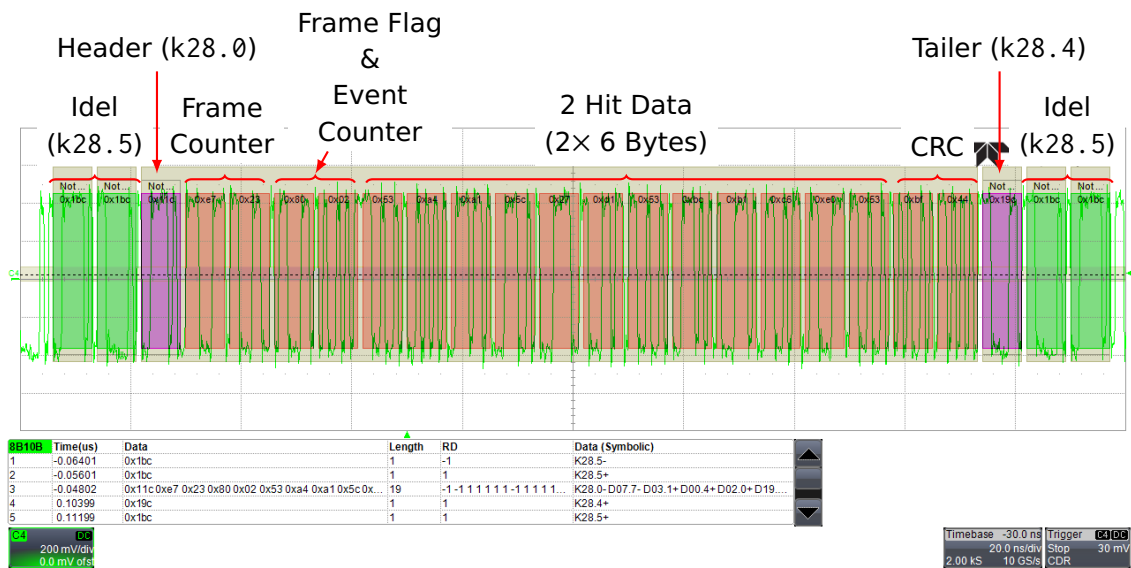 Header (k28.0)
Frame Flag
&
Event
Counter
Tailer (k28.4)
Idel
(k28.5)
Frame
Counter
2 Hit Data
(2× 6 Bytes)
CRC
Idel
(k28.5)
Not... Not... Not... Not... Not... Not...
0x1bc 0x1bc 0x11c 0xe7 0x23 0x80 0x02 0x53 0xa4 0xa1 0x5c 0x27 0xd1 0x53 0xbc 0xb1 0xc6 0xe0 0x53 0xbf 0x44 0x19c 0x1bc 0x1bc
C4
8B10B Time(us) Data Length RD Data (Symbolic)
1 -0.06401 0x1bc 1 -1 K28.5-
2 -0.05601 0x1bc 1 1 K28.5+
3 -0.04802 0x11c 0xe7 0x23 0x80 0x02 0x53 0xa4 0xa1 0x5c 0x... 19 -1 -1 1 1 1 1 1 -1 1 1 1 1... K28.0- D07.7- D03.1+ D00.4+ D02.0+ D19....
4 0.10399 0x19c 1 1 K28.4+
5 0.11199 0x1bc 1 1 K28.5+
C4 DC
200 mV/div
0.0 mV ofst
Timebase -30.0 ns
20.0 ns/div
2.00 kS 10 GS/s
Trigger C4 DC
Stop 30 mV
CDR